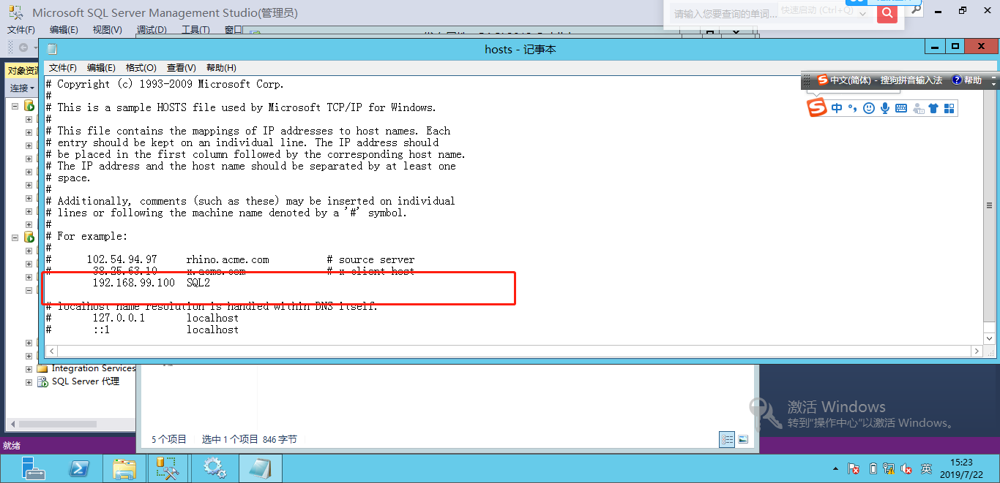 Microsoft SQL Server Management Studio(管理员)
请输入您要查询的单词...
快速启动 (Ctrl+Q)
文件(F) 编辑(E) 视图(V) 调试(D) 工具(T) 窗口
hosts - 记事本
对象资源
连接
文件(F) 编辑(E) 格式(O) 查看(V) 帮助(H)
中文(简体) - 搜狗拼音输入法 帮助
中
# Copyright (c) 1993-2009 Microsoft Corp.
#
# This is a sample HOSTS file used by Microsoft TCP/IP for Windows.
#
# This file contains the mappings of IP addresses to host names. Each
# entry should be kept on an individual line. The IP address should
# be placed in the first column followed by the corresponding host name.
# The IP address and the host name should be separated by at least one
# space.
#
# Additionally, comments (such as these) may be inserted on individual
# lines or following the machine name denoted by a '#' symbol.
#
# For example:
#
# 102.54.94.97 rhino.acme.com # source server
# 38.25.63.10 x.acme.com # x client host
192.168.99.100 SQL2
# localhost name resolution is handled within DNS itself.
# 127.0.0.1 localhost
# ::1 localhost
Integration Services
SQL Server 代理
激活 Windows
转到"操作中心"以激活 Windows。
5 个项目 选中 1 个项目 846 字节
就绪
英
15:23
2019/7/22